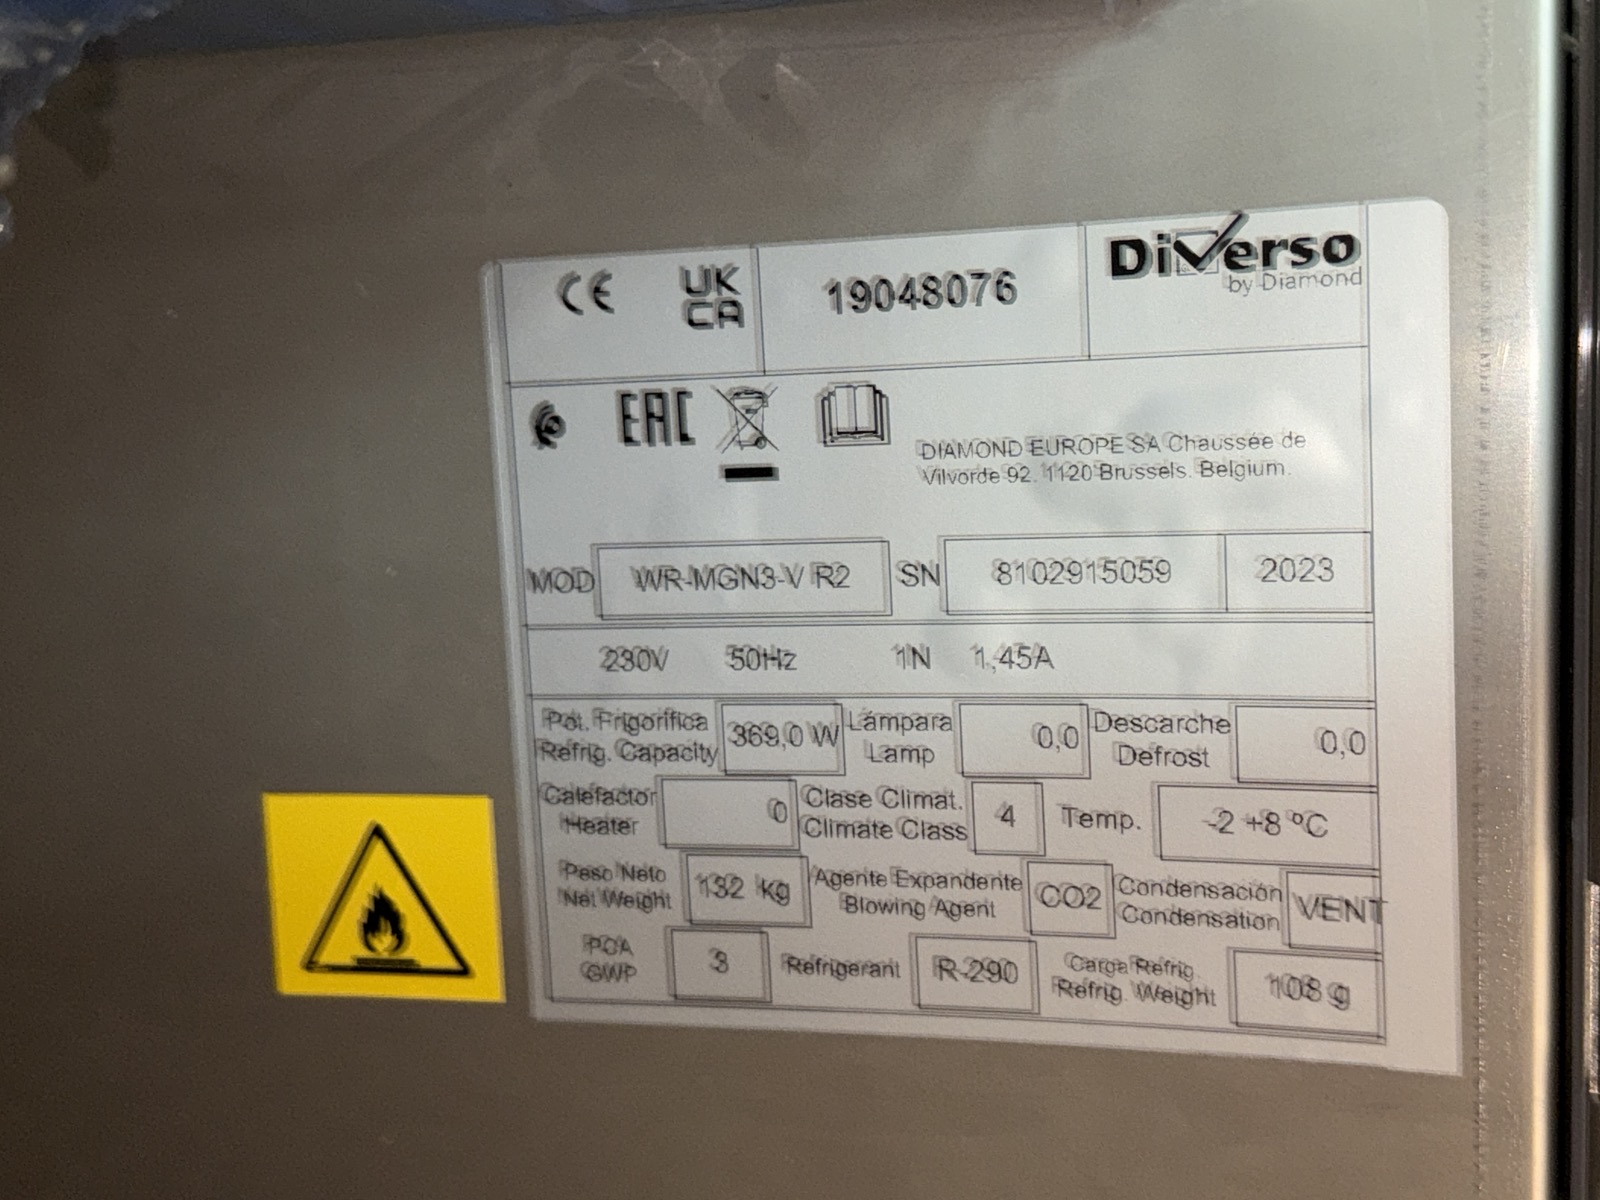 CE UKCA 19048076 DiVerso
by Diamond
EAC
DIAMOND EUROPE SA Chaussée de
Vilvorde 92. 1120 Brussels. Belgium.
MOD WR-MGN3-V R2 SN 8102915059 2023
230V 50Hz 1N 1,45A
Pot. Frigorífica 369,0 W Lámpara 0,0 Descarche 0,0
Refrig. Capacity Lamp Defrost
Calefactor 0 Clase Climat. 4 Temp. -2 +8 ºC
Heater Climate Class
Peso Neto 132 kg Agente Expandente CO2 Condensación VENT
Net Weight Blowing Agent Condensation
PCA 3 Refrigerant R-290 Carga Refrig. 108 g
GWP Refrig. Weight